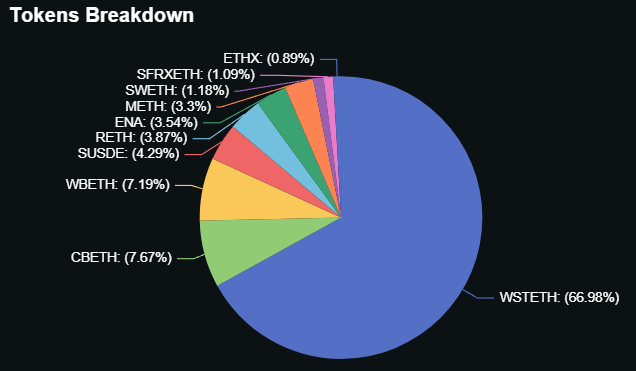 Tokens Breakdown
ETHX: (0.89%)
SFRXETH: (1.09%)
SWETH: (1.18%)
METH: (3.3%)
ENA: (3.54%)
RETH: (3.87%)
SUSDE: (4.29%)
WBETH: (7.19%)
CBETH: (7.67%)
WSTETH: (66.98%)